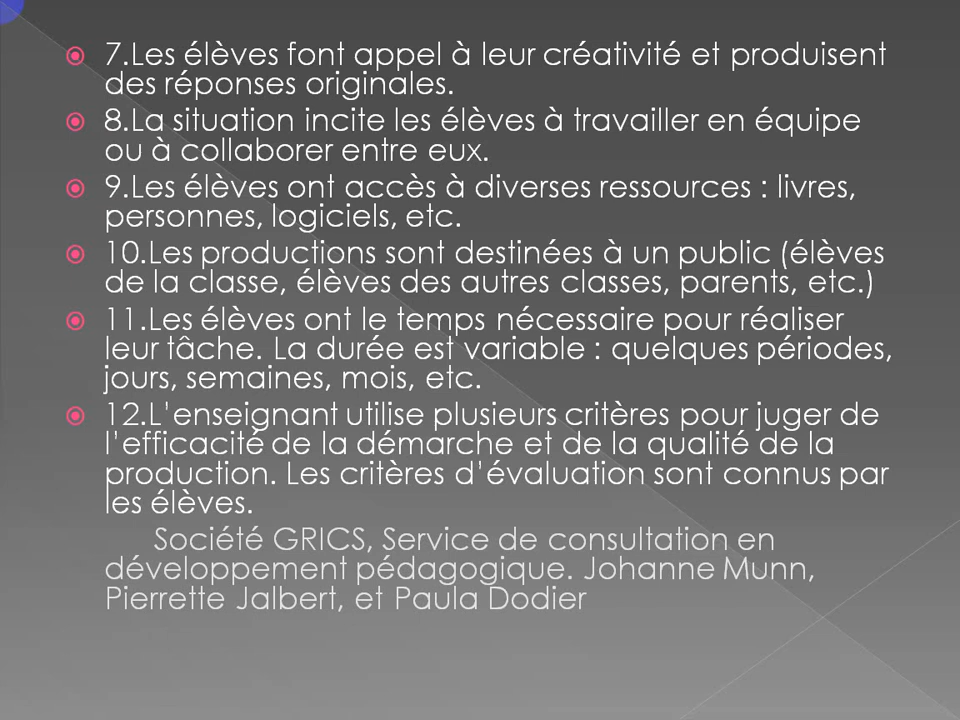 7.Les élèves font appel à leur créativité et produisent
des réponses originales.
8.La situation incite les élèves à travailler en équipe
ou à collaborer entre eux.
9.Les élèves ont accès à diverses ressources : livres,
personnes, logiciels, etc.
10.Les productions sont destinées à un public (élèves
de la classe, élèves des autres classes, parents, etc.)
11.Les élèves ont le temps nécessaire pour réaliser
leur tâche. La durée est variable : quelques périodes,
jours, semaines, mois, etc.
12.L'enseignant utilise plusieurs critères pour juger de
l'efficacité de la démarche et de la qualité de la
production. Les critères d'évaluation sont connus par
les élèves.
Société GRICS, Service de consultation en
développement pédagogique. Johanne Munn,
Pierrette Jalbert, et Paula Dodier